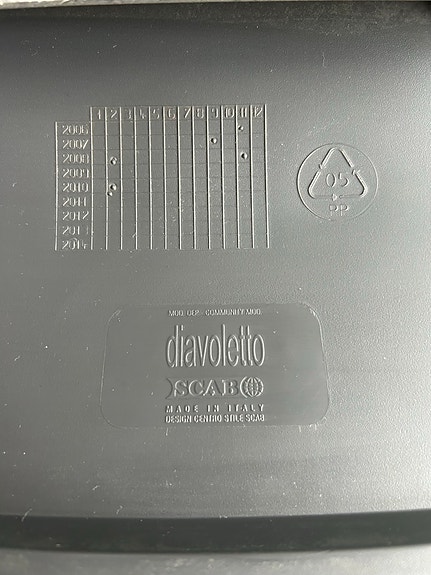 1 2 3 4 5 6 7 8 9 10 11 12
2006
2007
2008
2009
2010
2011
2012
2013
2014
05
PP
MOD. DEP. - COMMUNITY MOD.
diavoletto
SCAB
MADE IN ITALY
DESIGN CENTRO STILE SCAB